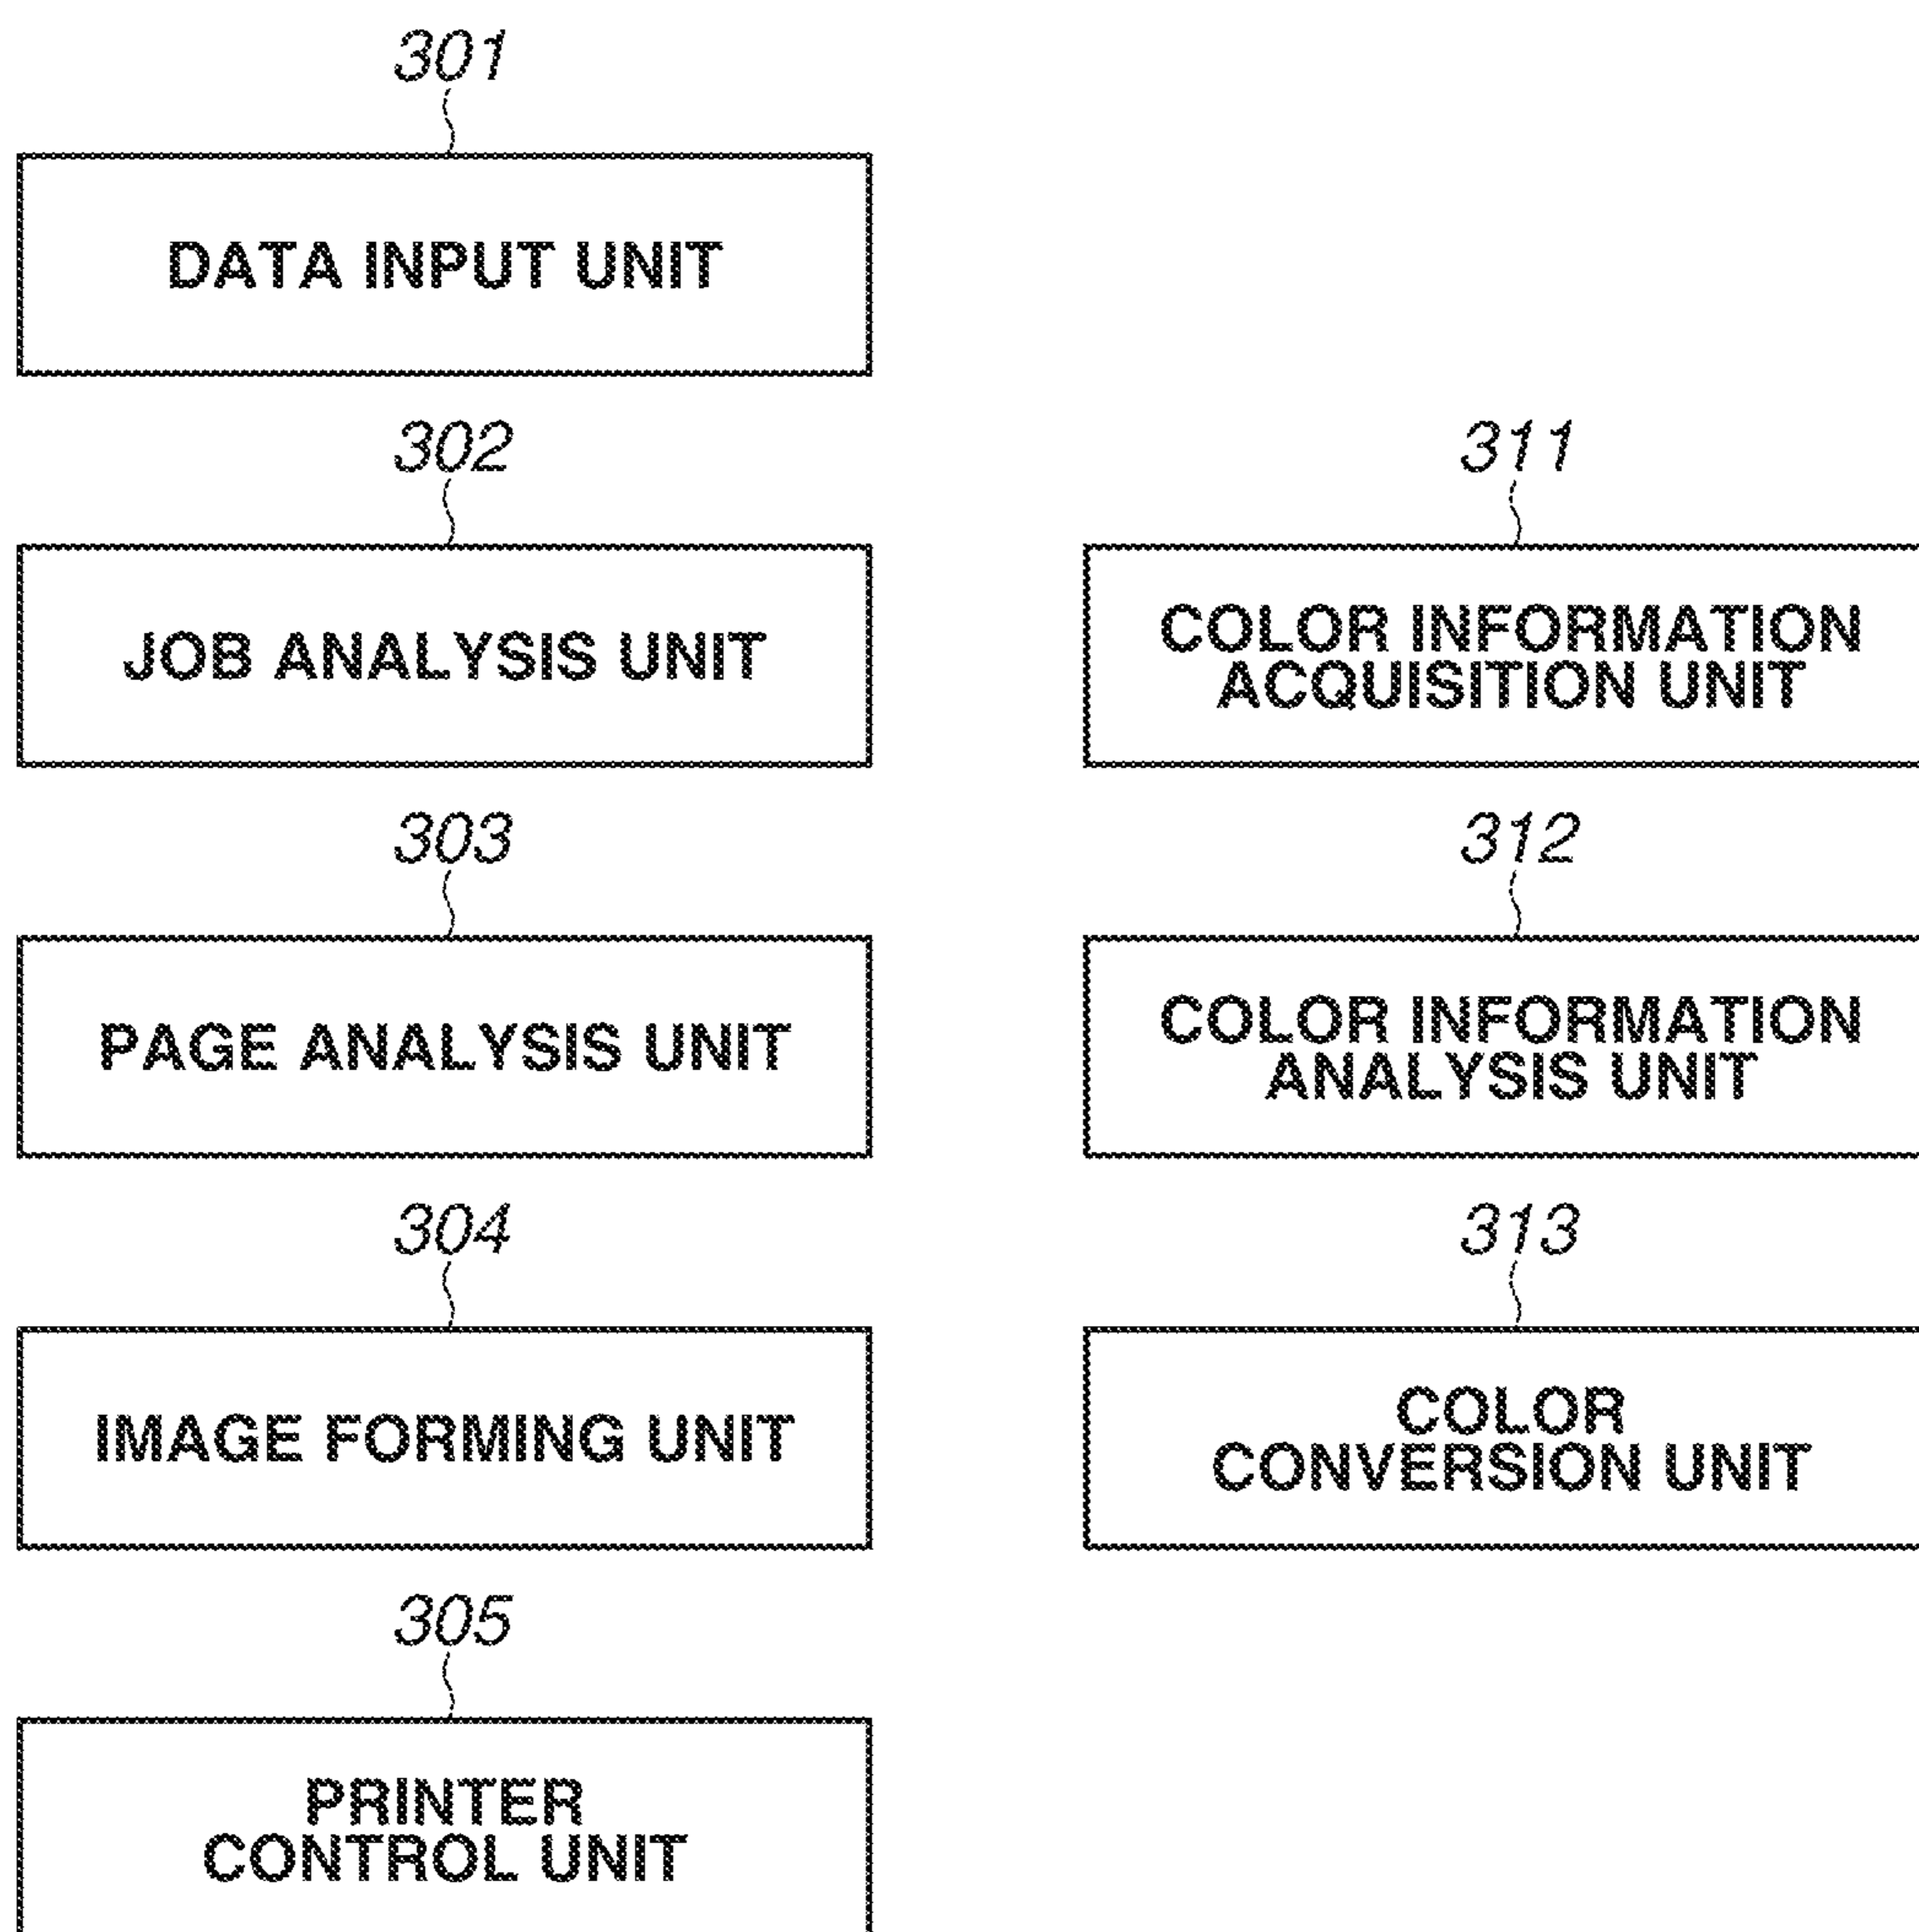 301
DATA INPUT UNIT
302
JOB ANALYSIS UNIT
303
PAGE ANALYSIS UNIT
304
IMAGE FORMING UNIT
305
PRINTER
CONTROL UNIT
311
COLOR INFORMATION
ACQUISITION UNIT
312
COLOR INFORMATION
ANALYSIS UNIT
313
COLOR
CONVERSION UNIT